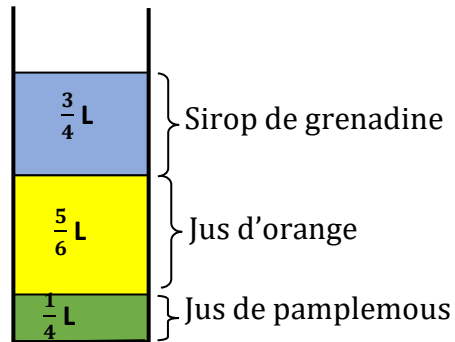 3/4 L Sirop de grenadine
5/6 L Jus d'orange
1/4 L Jus de pamplemous